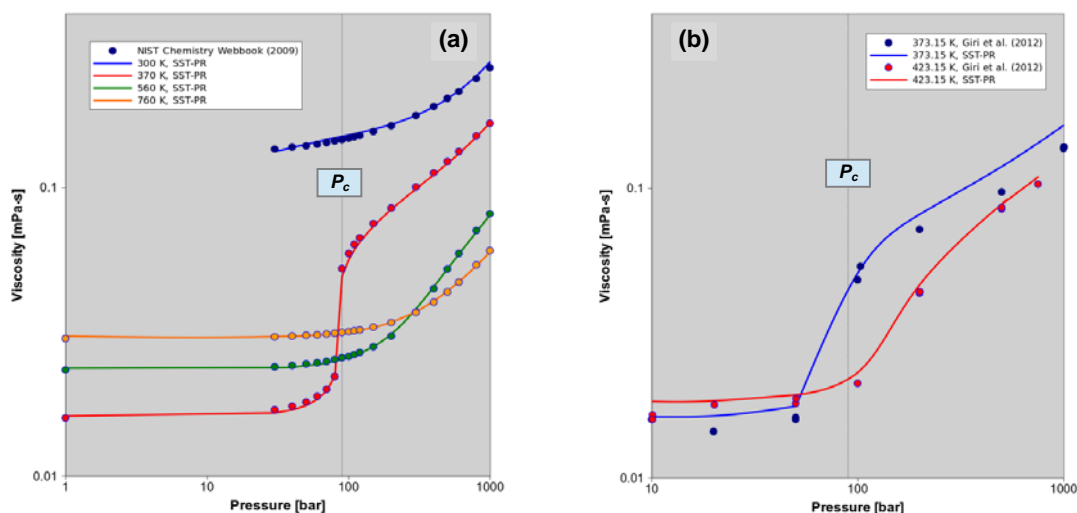 (a)
NIST Chemistry Webbook (2009)
300 K, SST-PR
370 K, SST-PR
560 K, SST-PR
760 K, SST-PR
Pc
Viscosity [mPa-s]
0.1
0.01
1
10
100
1000
Pressure [bar]
(b)
373.15 K, Giri et al. (2012)
373.15 K, SST-PR
423.15 K, Giri et al. (2012)
423.15 K, SST-PR
Pc
Viscosity [mPa-s]
0.1
0.01
10
100
1000
Pressure [bar]